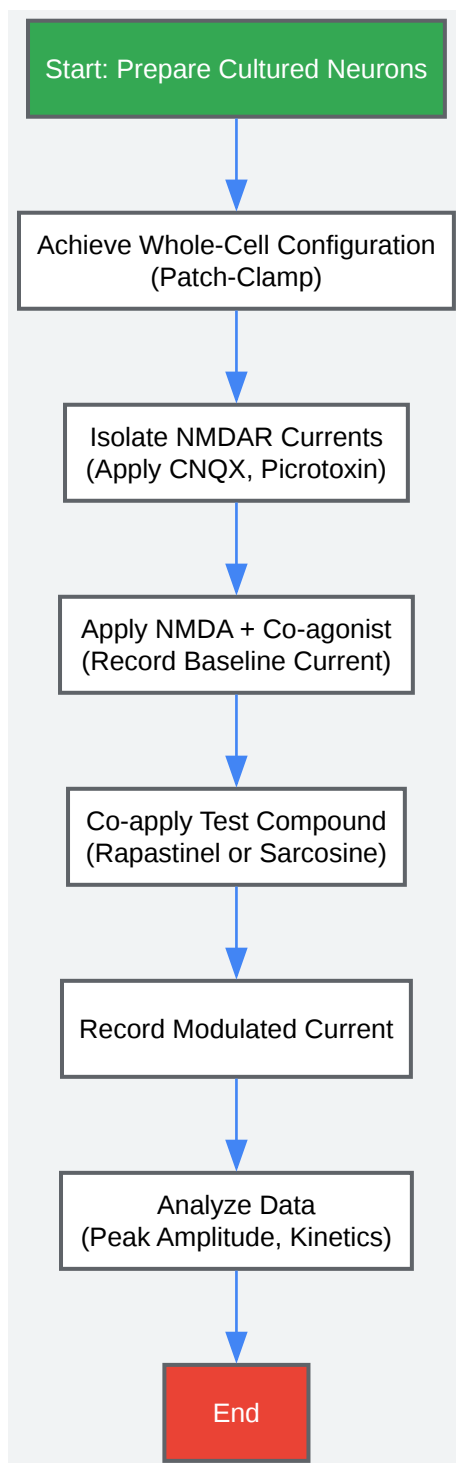 Start: Prepare Cultured Neurons
Achieve Whole-Cell Configuration
(Patch-Clamp)
Isolate NMDAR Currents
(Apply CNQX, Picrotoxin)
Apply NMDA + Co-agonist
(Record Baseline Current)
Co-apply Test Compound
(Rapastinel or Sarcosine)
Record Modulated Current
Analyze Data
(Peak Amplitude, Kinetics)
End